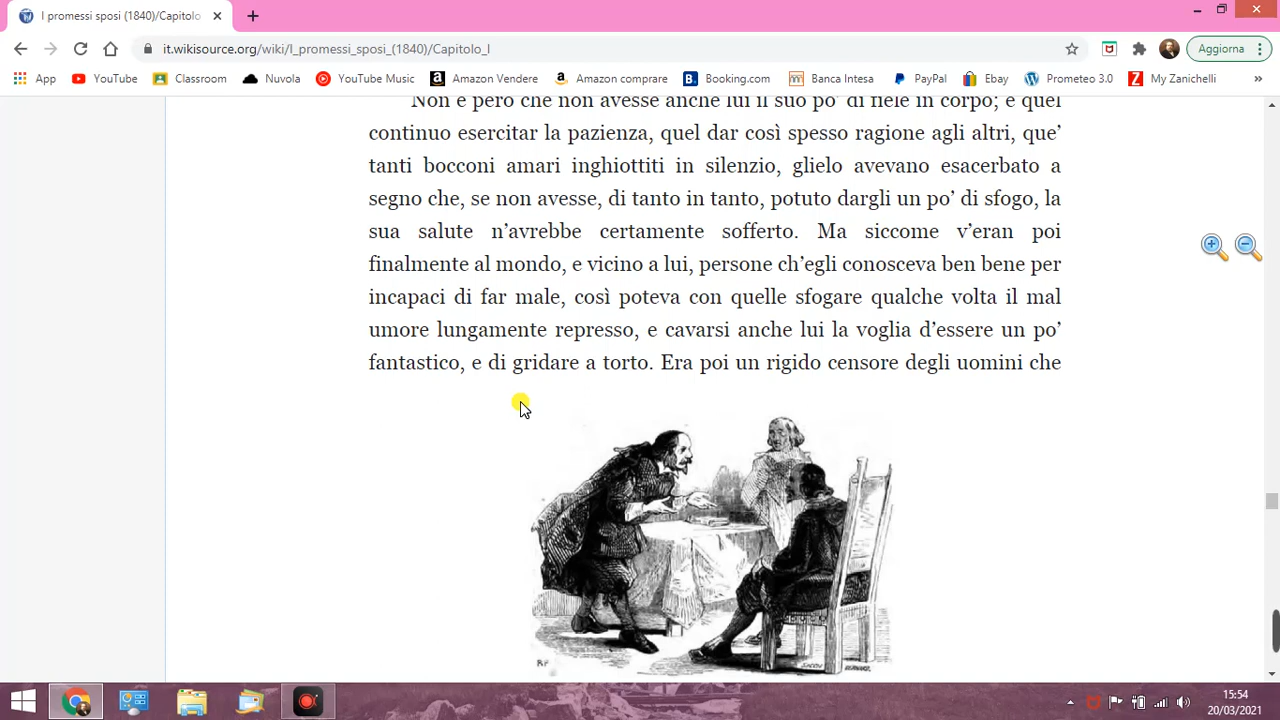 I promessi sposi (1840)/Capitolo
it.wikisource.org/wiki/I_promessi_sposi_(1840)/Capitolo_I
Aggiorna
App YouTube Classroom Nuvola YouTube Music Amazon Vendere Amazon comprare Booking.com Banca Intesa PayPal Ebay Prometeo 3.0 My Zanichelli »
Non è però che non avesse anche lui il suo po’ di fiele in corpo; e quel
continuo esercitar la pazienza, quel dar così spesso ragione agli altri, que’
tanti bocconi amari inghiottiti in silenzio, glielo avevano esacerbato a
segno che, se non avesse, di tanto in tanto, potuto dargli un po’ di sfogo, la
sua salute n’avrebbe certamente sofferto. Ma siccome v’eran poi
finalmente al mondo, e vicino a lui, persone ch’egli conosceva ben bene per
incapaci di far male, così poteva con quelle sfogare qualche volta il mal
umore lungamente represso, e cavarsi anche lui la voglia d’essere un po’
fantastico, e di gridare a torto. Era poi un rigido censore degli uomini che
15:54
20/03/2021